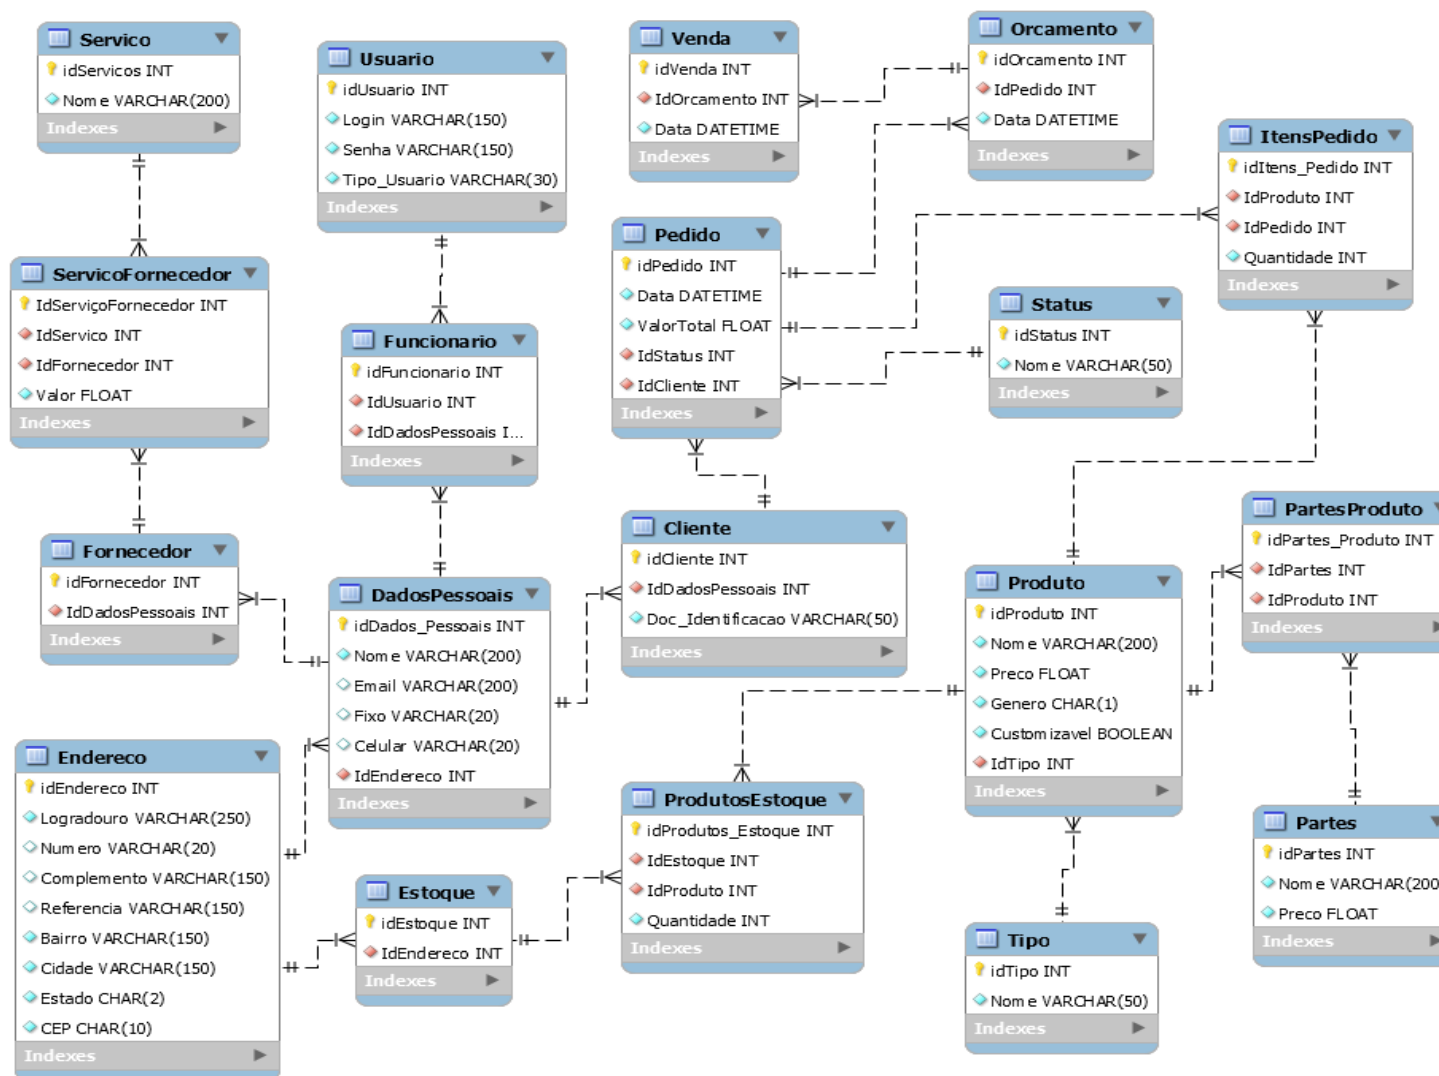 Servico
idServicos INT
Nome VARCHAR(200)
Indexes
Usuario
idUsuario INT
Login VARCHAR(150)
Senha VARCHAR(150)
Tipo_Usuario VARCHAR(30)
Indexes
Venda
idVenda INT
IdOrcamento INT
Data DATETIME
Indexes
Orcamento
idOrcamento INT
IdPedido INT
Data DATETIME
Indexes
ItensPedido
idItens_Pedido INT
IdProduto INT
IdPedido INT
Quantidade INT
Indexes
Pedido
idPedido INT
Data DATETIME
ValorTotal FLOAT
IdStatus INT
IdCliente INT
Indexes
ServicoFornecedor
IdServiçoFornecedor INT
IdServico INT
IdFornecedor INT
Valor FLOAT
Indexes
Funcionario
idFuncionario INT
IdUsuario INT
IdDadosPessoais I...
Indexes
Status
idStatus INT
Nome VARCHAR(50)
Indexes
Fornecedor
idFornecedor INT
IdDadosPessoais INT
Indexes
DadosPessoais
idDados_Pessoais INT
Nome VARCHAR(200)
Email VARCHAR(200)
Fixo VARCHAR(20)
Celular VARCHAR(20)
IdEndereco INT
Indexes
Cliente
idCliente INT
IdDadosPessoais INT
Doc_Identificacao VARCHAR(50)
Indexes
Produto
idProduto INT
Nome VARCHAR(200)
Preco FLOAT
Genero CHAR(1)
Customizavel BOOLEAN
IdTipo INT
Indexes
PartesProduto
idPartes_Produto INT
IdPartes INT
IdProduto INT
Indexes
Endereco
idEndereco INT
Logradouro VARCHAR(250)
Numero VARCHAR(20)
Complemento VARCHAR(150)
Referencia VARCHAR(150)
Bairro VARCHAR(150)
Cidade VARCHAR(150)
Estado CHAR(2)
CEP CHAR(10)
Indexes
Estoque
idEstoque INT
IdEndereco INT
Indexes
ProdutosEstoque
idProdutos_Estoque INT
IdEstoque INT
IdProduto INT
Quantidade INT
Indexes
Tipo
idTipo INT
Nome VARCHAR(50)
Indexes
Partes
idPartes INT
Nome VARCHAR(200
Preco FLOAT
Indexes